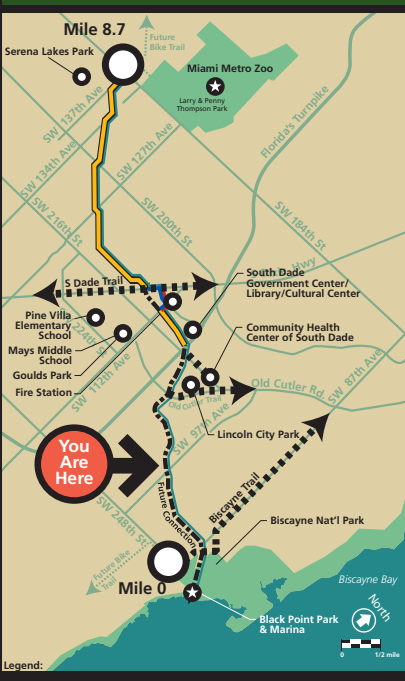 Mile 8.7
Future
Bike Trail
Serena Lakes Park
Miami Metro Zoo
Larry & Penny
Thompson Park
SW 137th Ave
SW 134th Ave
SW 127th Ave
Florida's Turnpike
SW 216th St
SW 200th St
SW 184th St
Hwy
S Dade Trail
South Dade
Government Center/
Library/Cultural Center
Pine Villa
Elementary
School
224th St
Mays Middle
School
Goulds Park
Fire Station
SW 112th Ave
Community Health
Center of South Dade
SW 87th Ave
Old Cutler Rd.
Old Cutler Trail
SW 97th Ave
Lincoln City Park
You
Are
Here
Biscayne Trail
SW 248th St
Future Connection
Biscayne Nat'l Park
Future Bike
Trail
Mile 0
Biscayne Bay
North
Black Point Park
& Marina
0 1/2 mile
Legend: